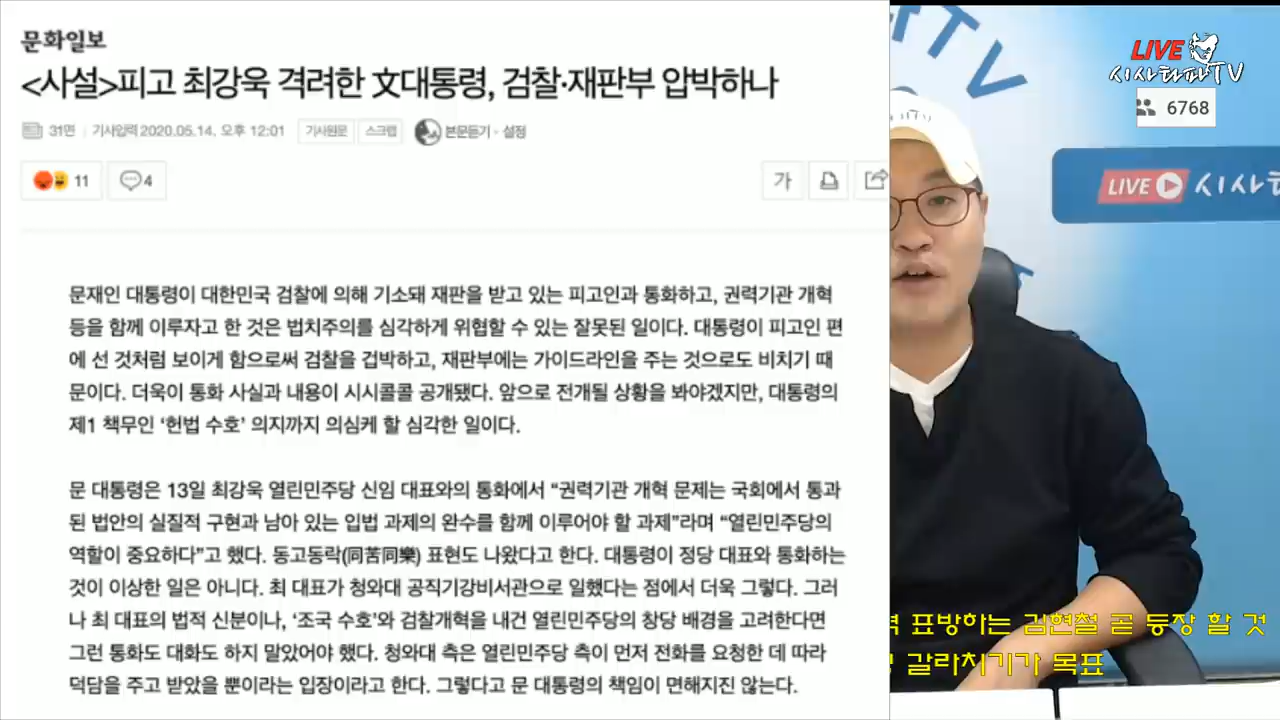 문화일보
<사설>피고 최강욱 격려한 文대통령, 검찰·재판부 압박하나
31면 기사입력 2020.05.14. 오후 12:01 기사원문 스크랩 본문듣기 · 설정
11 4
가
문재인 대통령이 대한민국 검찰에 의해 기소돼 재판을 받고 있는 피고인과 통화하고, 권력기관 개혁
등을 함께 이루자고 한 것은 법치주의를 심각하게 위협할 수 있는 잘못된 일이다. 대통령이 피고인 편
에 선 것처럼 보이게 함으로써 검찰을 겁박하고, 재판부에는 가이드라인을 주는 것으로도 비치기 때
문이다. 더욱이 통화 사실과 내용이 시시콜콜 공개됐다. 앞으로 전개될 상황을 봐야겠지만, 대통령의
제1 책무인 ‘헌법 수호’ 의지까지 의심케 할 심각한 일이다.
문 대통령은 13일 최강욱 열린민주당 신임 대표와의 통화에서 “권력기관 개혁 문제는 국회에서 통과
된 법안의 실질적 구현과 남아 있는 입법 과제의 완수를 함께 이루어야 할 과제”라며 “열린민주당의
역할이 중요하다”고 했다. 동고동락(同苦同樂) 표현도 나왔다고 한다. 대통령이 정당 대표와 통화하는
것이 이상한 일은 아니다. 최 대표가 청와대 공직기강비서관으로 일했다는 점에서 더욱 그렇다. 그러
나 최 대표의 법적 신분이나, ‘조국 수호’와 검찰개혁을 내건 열린민주당의 창당 배경을 고려한다면
그런 통화도 대화도 하지 말았어야 했다. 청와대 측은 열린민주당 측이 먼저 전화를 요청한 데 따라
덕담을 주고 받았을 뿐이라는 입장이라고 한다. 그렇다고 문 대통령의 책임이 면해지진 않는다.
TV
LIVE
시사타파TV
6768
LIVE 시사타
표방하는 김현철 곧 등장 할 것
갈라치기가 목표